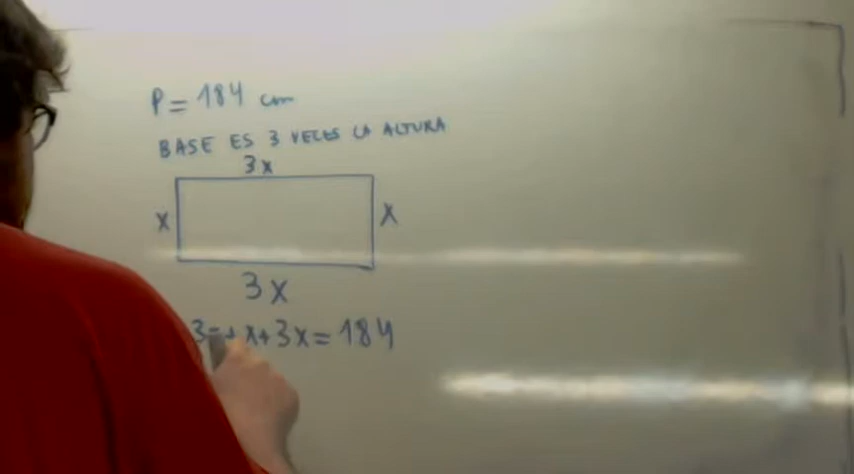 P = 184 cm
BASE ES 3 VECES LA ALTURA
3x
x x
3x
+ x + 3x = 184